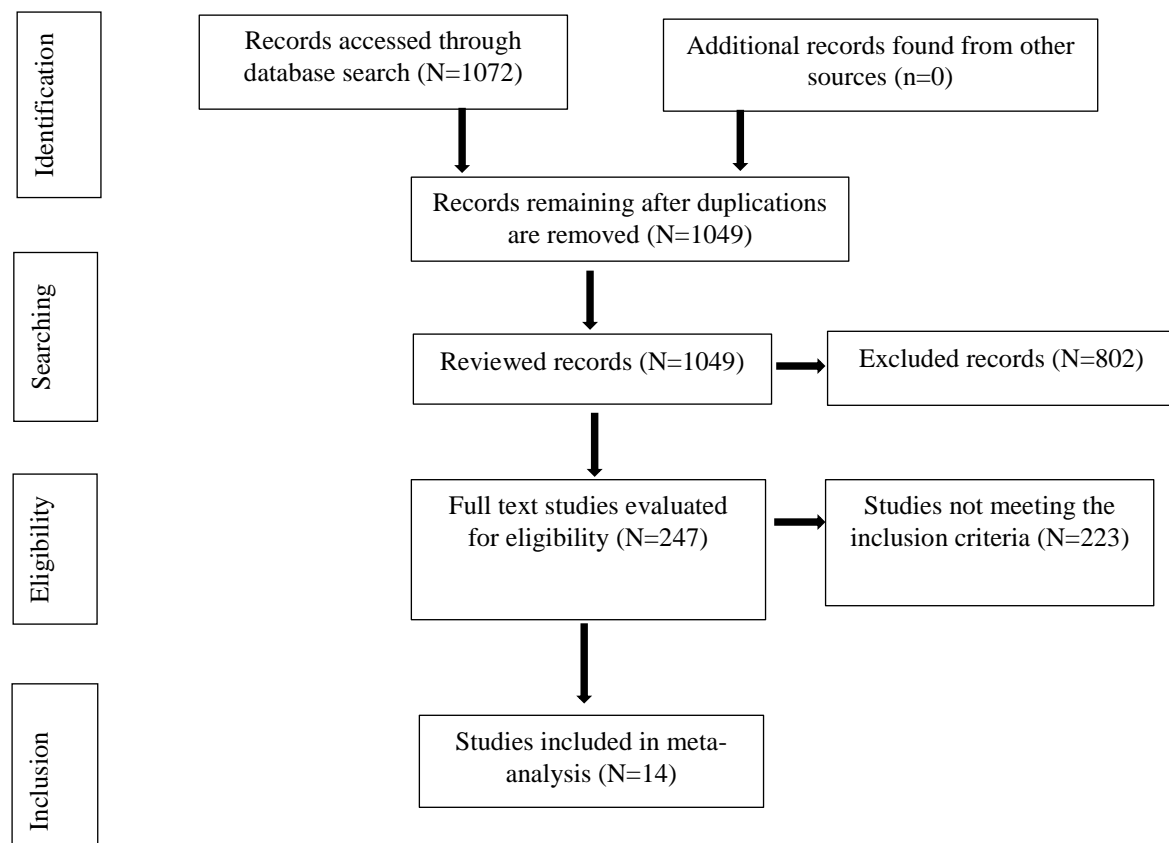 Identification
Records accessed through
database search (N=1072)
Additional records found from other
sources (n=0)
Records remaining after duplications
are removed (N=1049)
Searching
Reviewed records (N=1049)
Excluded records (N=802)
Eligibility
Full text studies evaluated
for eligibility (N=247)
Studies not meeting the
inclusion criteria (N=223)
Inclusion
Studies included in meta-
analysis (N=14)